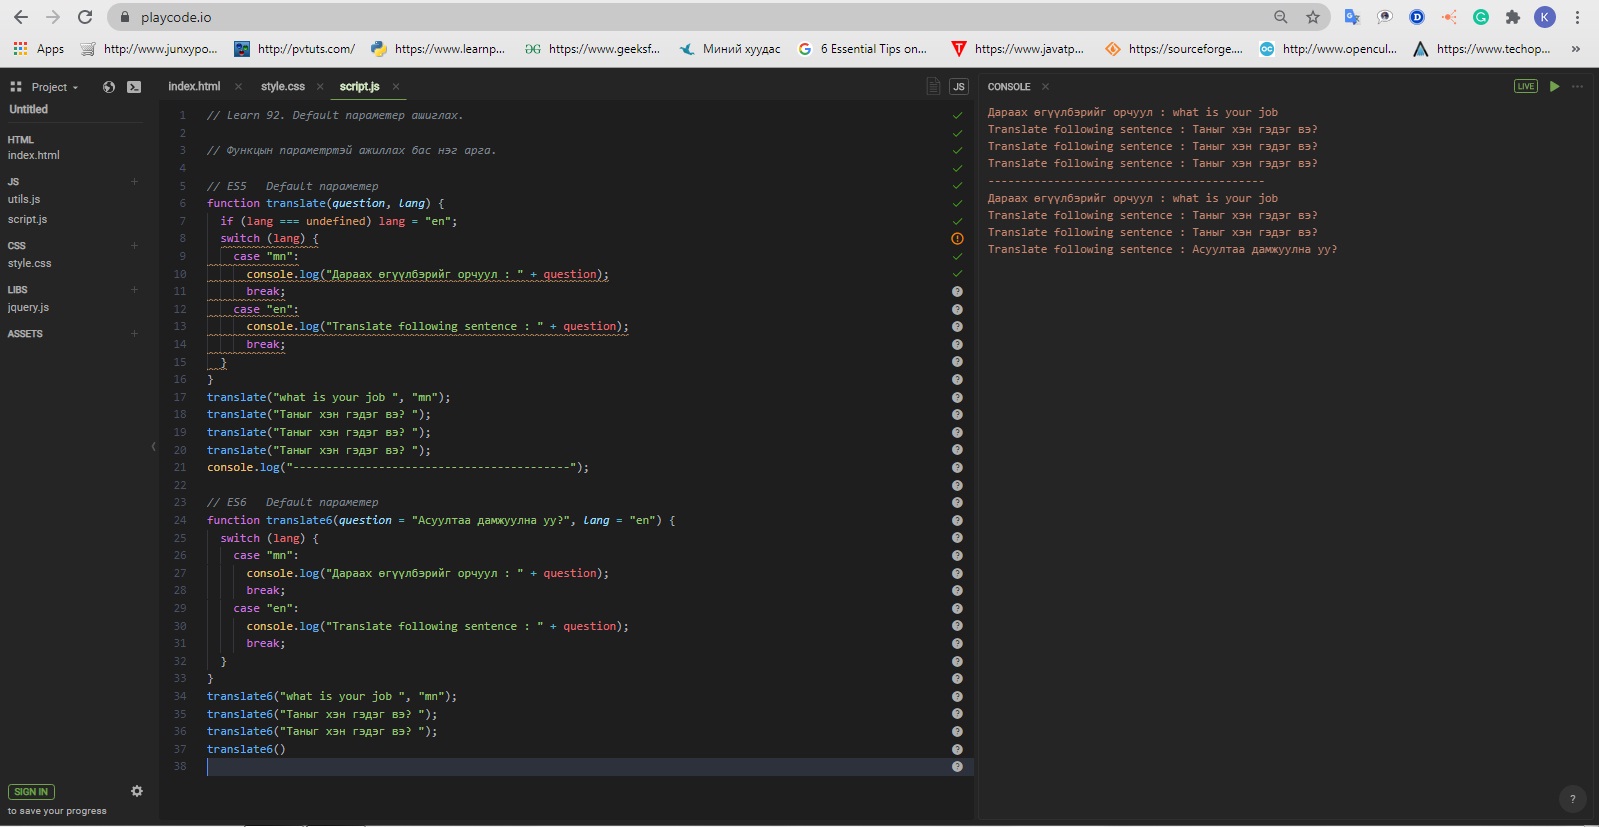 playcode.io
Apps
http://www.junxypo...
http://pvtuts.com/
https://www.learnp...
https://www.geeksf...
Миний хуудас
6 Essential Tips on...
https://www.javatp...
https://sourceforge....
http://www.opencul...
https://www.techop...
»
Project
Untitled
HTML
index.html
JS
utils.js
script.js
CSS
style.css
LIBS
jquery.js
ASSETS
SIGN IN
to save your progress
index.html
style.css
script.js
JS
1 // Learn 92. Default параметер ашиглах.
2
3 // Функцын параметртэй ажиллах бас нэг арга.
4
5 // ES5 Default параметер
6 function translate(question, lang) {
7 if (lang === undefined) lang = "en";
8 switch (lang) {
9 case "mn":
10 console.log("Дараах өгүүлбэрийг орчуул : " + question);
11 break;
12 case "en":
13 console.log("Translate following sentence : " + question);
14 break;
15 }
16 }
17 translate("what is your job ", "mn");
18 translate("Таныг хэн гэдэг вэ? ");
19 translate("Таныг хэн гэдэг вэ? ");
20 translate("Таныг хэн гэдэг вэ? ");
21 console.log("------------------------------------------");
22
23 // ES6 Default параметер
24 function translate6(question = "Асуултаа дамжуулна уу?", lang = "en") {
25 switch (lang) {
26 case "mn":
27 console.log("Дараах өгүүлбэрийг орчуул : " + question);
28 break;
29 case "en":
30 console.log("Translate following sentence : " + question);
31 break;
32 }
33 }
34 translate6("what is your job ", "mn");
35 translate6("Таныг хэн гэдэг вэ? ");
36 translate6("Таныг хэн гэдэг вэ? ");
37 translate6()
38
CONSOLE
LIVE
Дараах өгүүлбэрийг орчуул : what is your job
Translate following sentence : Таныг хэн гэдэг вэ?
Translate following sentence : Таныг хэн гэдэг вэ?
Translate following sentence : Таныг хэн гэдэг вэ?
------------------------------------------
Дараах өгүүлбэрийг орчуул : what is your job
Translate following sentence : Таныг хэн гэдэг вэ?
Translate following sentence : Таныг хэн гэдэг вэ?
Translate following sentence : Асуултаа дамжуулна уу?